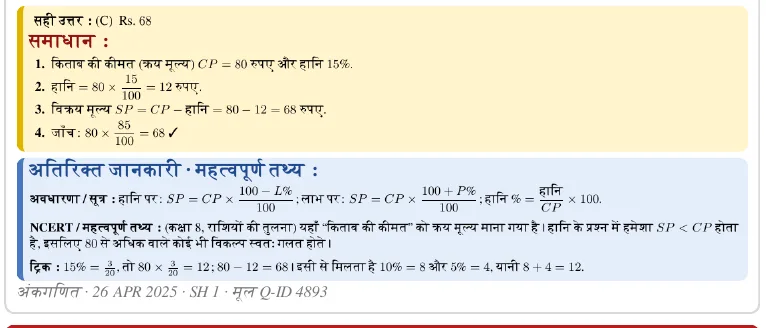 सही उत्तर : (C) Rs. 68
समाधान :
1. किताब की कीमत (क्रय मूल्य) CP = 80 रुपए और हानि 15%.
2. हानि = 80 × 15/100 = 12 रुपए.
3. विक्रय मूल्य SP = CP − हानि = 80 − 12 = 68 रुपए.
4. जाँच : 80 × 85/100 = 68 ✓
अतिरिक्त जानकारी · महत्वपूर्ण तथ्य :
अवधारणा / सूत्र : हानि पर : SP = CP × (100 − L%)/100 ; लाभ पर : SP = CP × (100 + P%)/100 ; हानि % = हानि/CP × 100.
NCERT / महत्वपूर्ण तथ्य : (कक्षा 8, राशियों की तुलना) यहाँ “किताब की कीमत” को क्रय मूल्य माना गया है। हानि के प्रश्न में हमेशा SP < CP होता
है, इसलिए 80 से अधिक वाले कोई भी विकल्प स्वतः गलत होते।
ट्रिक : 15% = 3/20, तो 80 × 3/20 = 12 ; 80 − 12 = 68। इसी से मिलता है 10% = 8 और 5% = 4, यानी 8 + 4 = 12.
अंकगणित · 26 APR 2025 · SH 1 · मूल Q-ID 4893